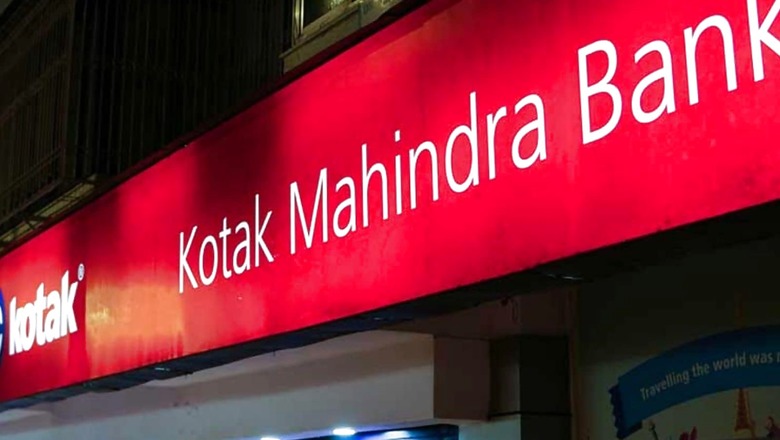 kotak®
Kotak Mahindra Bank
Travelling the world was